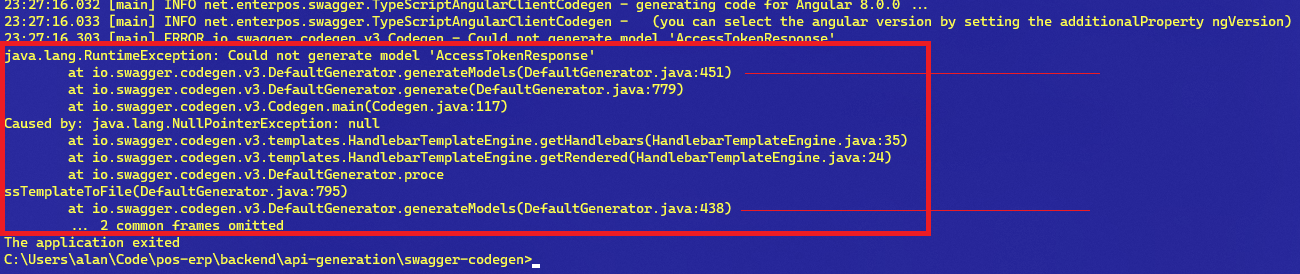 23:27:16.032 [main] INFO net.enterpos.swagger.TypeScriptAngularClientCodegen - generating code for Angular 8.0.0 ...
23:27:16.033 [main] INFO net.enterpos.swagger.TypeScriptAngularClientCodegen -   (you can select the angular version by setting the additionalProperty ngVersion)
23:27:16.303 [main] ERROR io.swagger.codegen.v3.Codegen - Could not generate model 'AccessTokenResponse'
java.lang.RuntimeException: Could not generate model 'AccessTokenResponse'
        at io.swagger.codegen.v3.DefaultGenerator.generateModels(DefaultGenerator.java:451)
        at io.swagger.codegen.v3.DefaultGenerator.generate(DefaultGenerator.java:779)
        at io.swagger.codegen.v3.Codegen.main(Codegen.java:117)
Caused by: java.lang.NullPointerException: null
        at io.swagger.codegen.v3.templates.HandlebarTemplateEngine.getHandlebars(HandlebarTemplateEngine.java:35)
        at io.swagger.codegen.v3.templates.HandlebarTemplateEngine.getRendered(HandlebarTemplateEngine.java:24)
        at io.swagger.codegen.v3.DefaultGenerator.proce
ssTemplateToFile(DefaultGenerator.java:795)
        at io.swagger.codegen.v3.DefaultGenerator.generateModels(DefaultGenerator.java:438)
        ... 2 common frames omitted
The application exited
C:\Users\alan\Code\pos-erp\backend\api-generation\swagger-codegen>